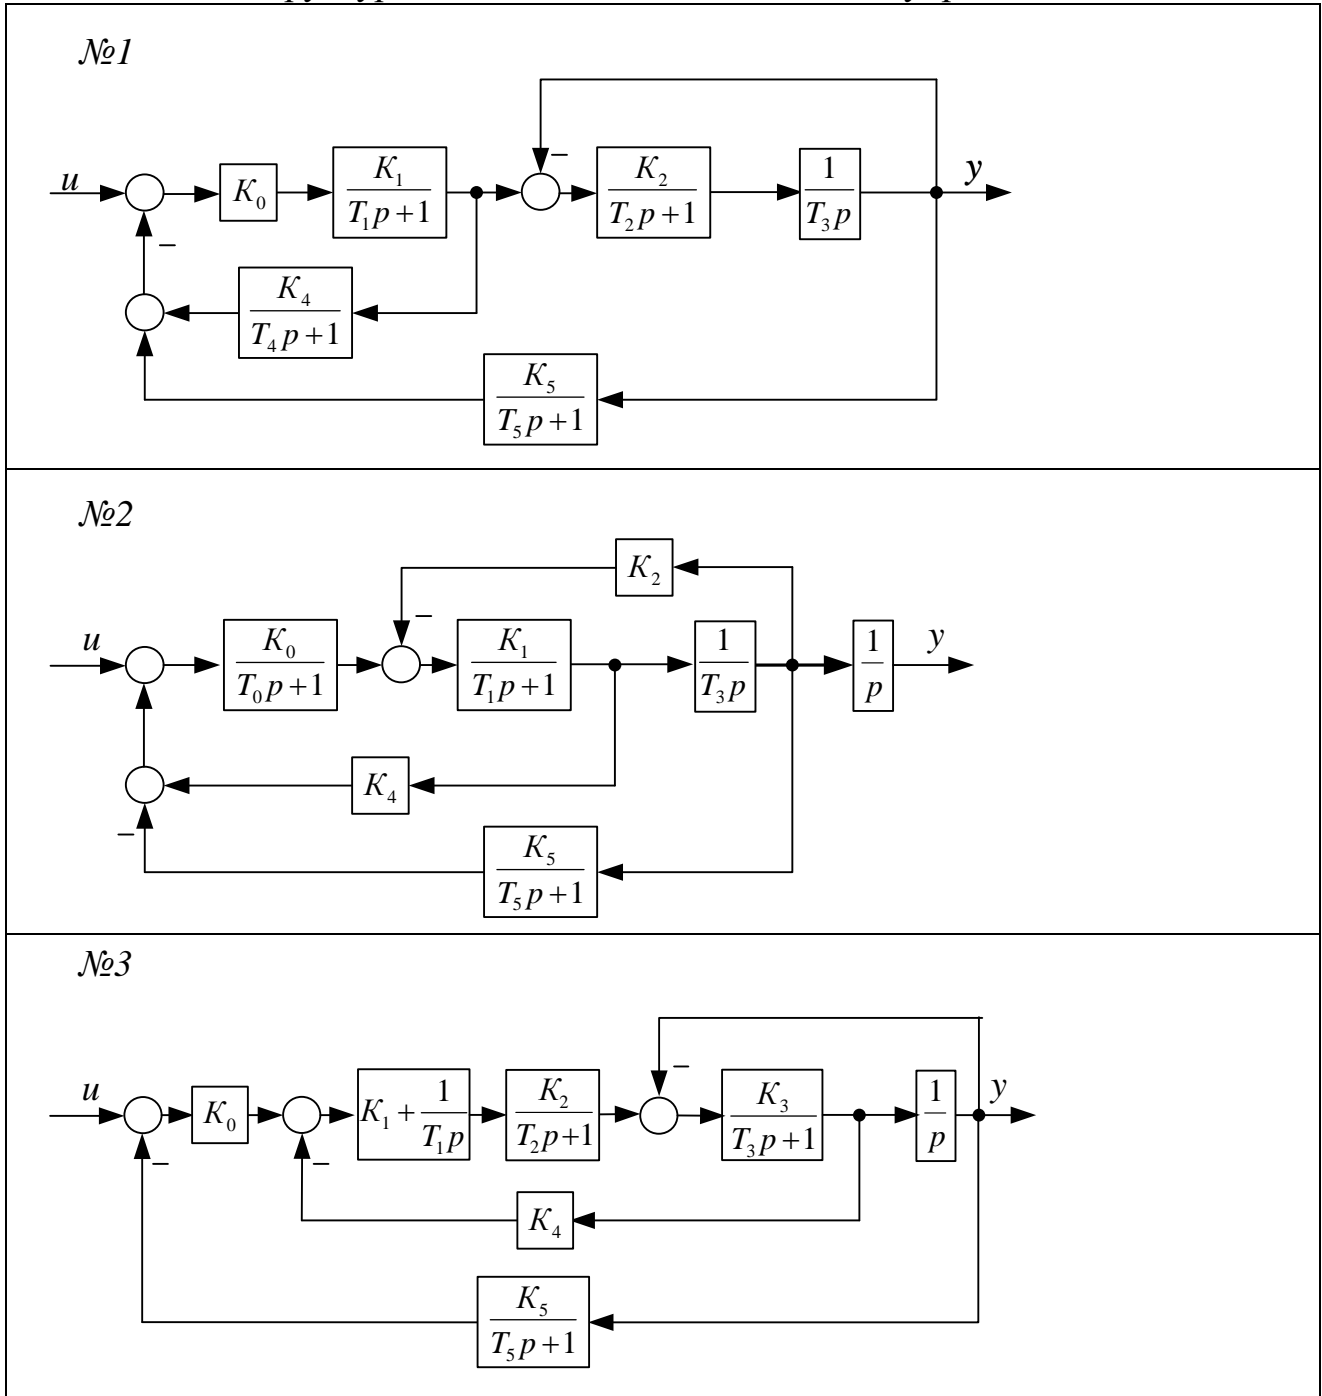 №1
u
K₀
K₁
T₁p+1
–
K₂
T₂p+1
1
T₃p
y
–
K₄
T₄p+1
K₅
T₅p+1
№2
K₂
u
K₀
T₀p+1
–
K₁
T₁p+1
1
T₃p
1
p
y
K₄
–
K₅
T₅p+1
№3
u
K₀
K₁+
1
T₁p
K₂
T₂p+1
–
K₃
T₃p+1
1
p
y
–
–
K₄
K₅
T₅p+1